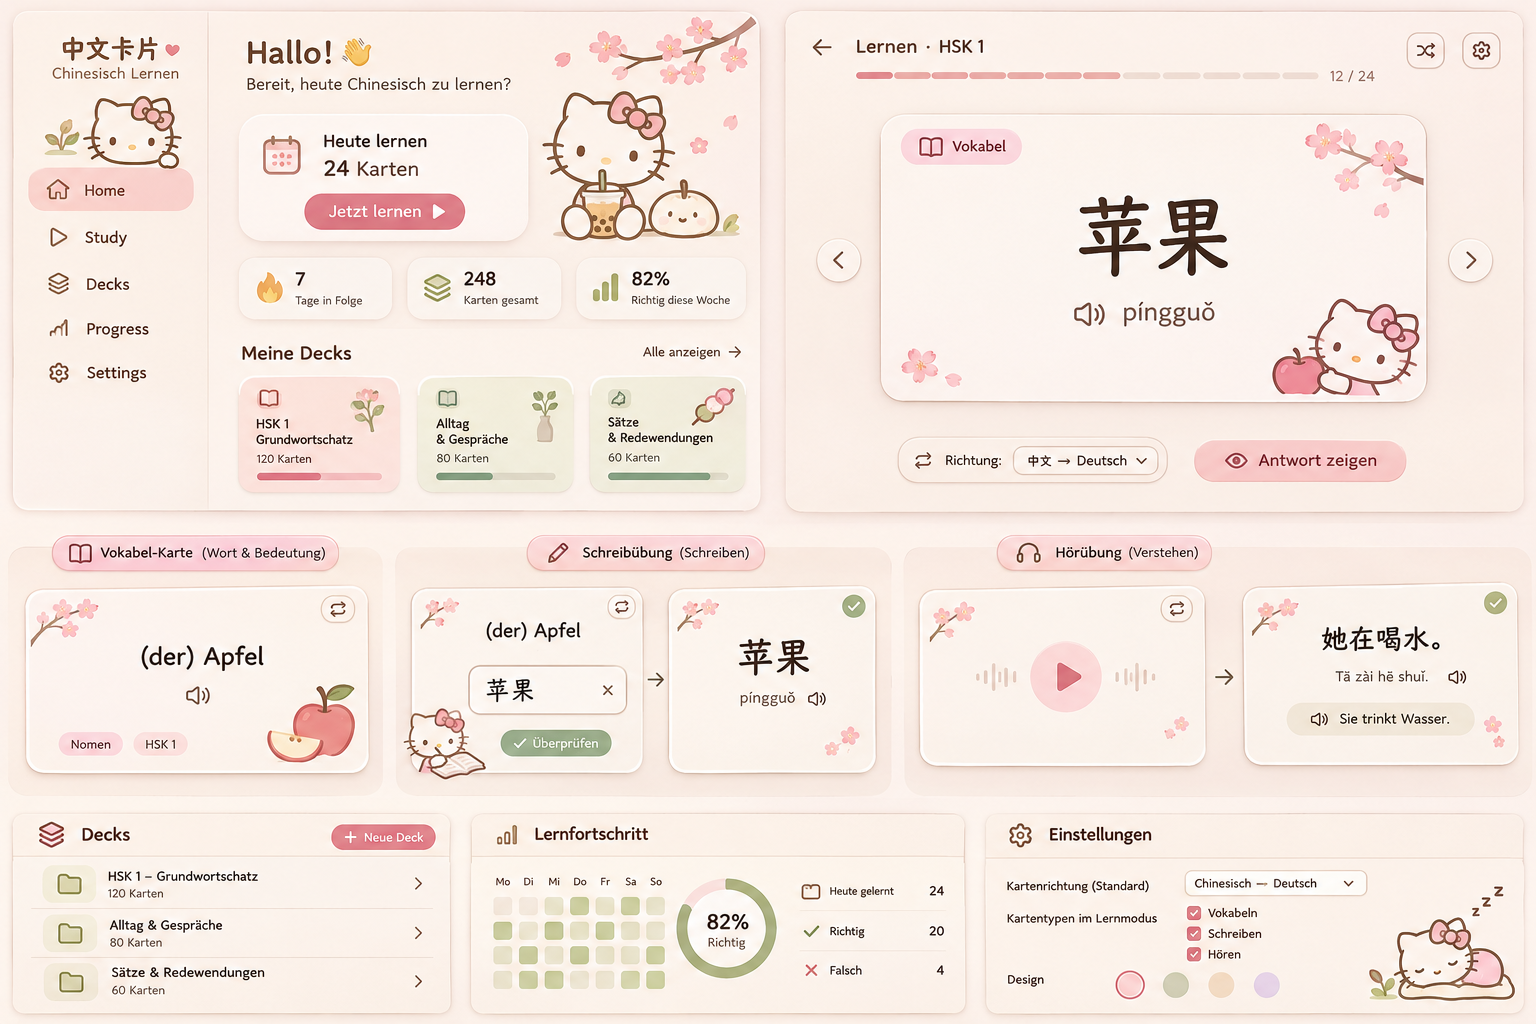 中文卡片
Chinesisch Lernen
Home
Study
Decks
Progress
Settings
Hallo!
Bereit, heute Chinesisch zu lernen?
Heute lernen
24 Karten
Jetzt lernen
7
Tage in Folge
248
Karten gesamt
82%
Richtig diese Woche
Meine Decks
Alle anzeigen →
HSK 1
Grundwortschatz
120 Karten
Alltag
& Gespräche
80 Karten
Sätze
& Redewendungen
60 Karten
← Lernen · HSK 1
12 / 24
Vokabel
苹果
píngguǒ
Richtung:
中文 → Deutsch
Antwort zeigen
Vokabel-Karte (Wort & Bedeutung)
(der) Apfel
Nomen
HSK 1
Schreibübung (Schreiben)
(der) Apfel
苹果
Überprüfen
苹果
píngguǒ
Hörübung (Verstehen)
她在喝水。
Tā zài hē shuǐ.
Sie trinkt Wasser.
Decks
+ Neue Deck
HSK 1 – Grundwortschatz
120 Karten
Alltag & Gespräche
80 Karten
Sätze & Redewendungen
60 Karten
Lernfortschritt
Mo Di Mi Do Fr Sa So
82%
Richtig
Heute gelernt 24
Richtig 20
Falsch 4
Einstellungen
Kartenrichtung (Standard)
Chinesisch — Deutsch
Kartentypen im Lernmodus
Vokabeln
Schreiben
Hören
Design
z z z